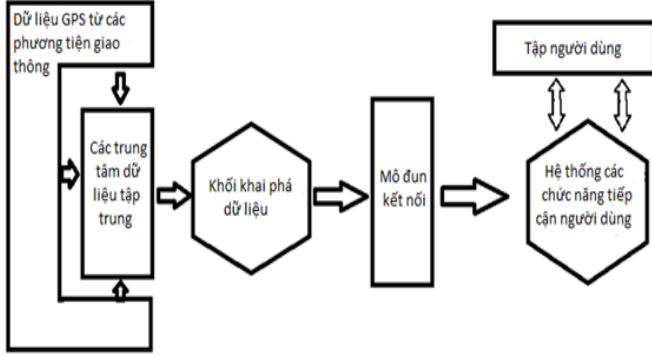 Dữ liệu GPS từ các
phương tiện giao
thông
Các trung
tâm dữ
liệu tập
trung
Khối khai phá
dữ liệu
Mô đun
kết nối
Tập người dùng
Hệ thống các
chức năng tiếp
cận người dùng